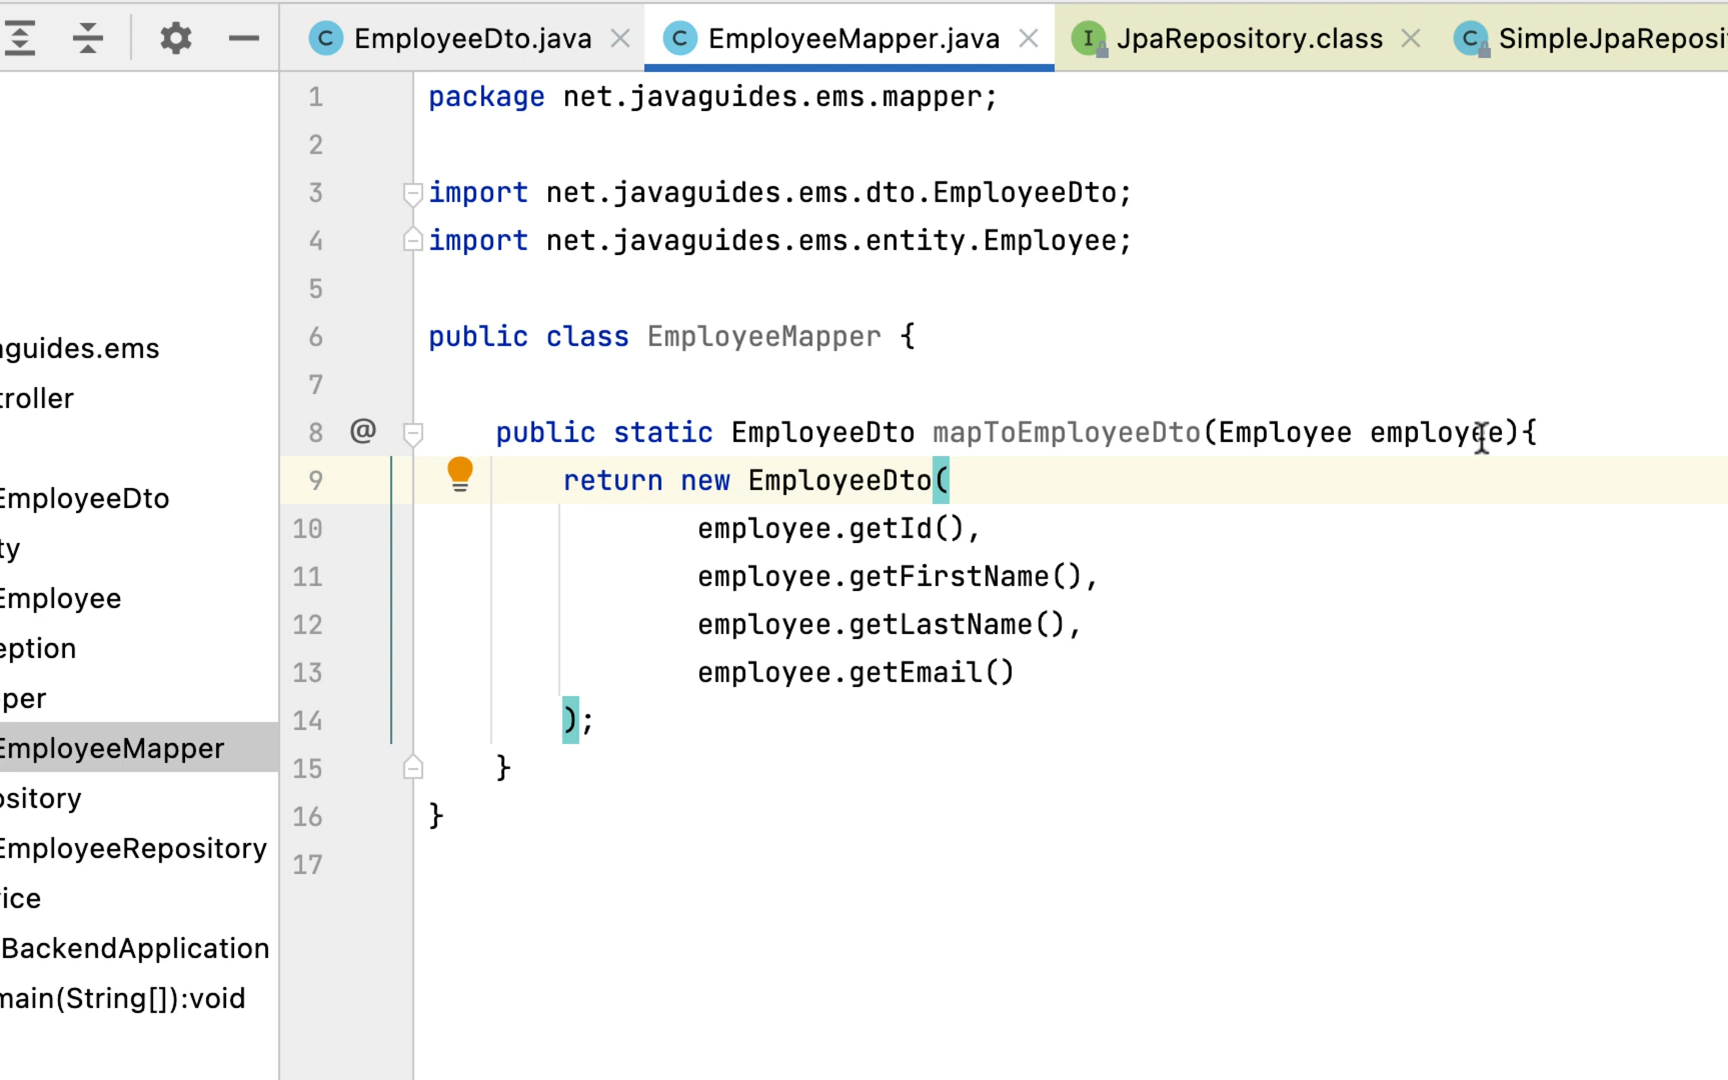 EmployeeDto.java
EmployeeMapper.java
JpaRepository.class
SimpleJpaReposi
guides.ems
troller
EmployeeDto
ty
Employee
eption
per
EmployeeMapper
ository
EmployeeRepository
ice
BackendApplication
main(String[]):void
1 package net.javaguides.ems.mapper;
2
3 import net.javaguides.ems.dto.EmployeeDto;
4 import net.javaguides.ems.entity.Employee;
5
6 public class EmployeeMapper {
7
8 @ public static EmployeeDto mapToEmployeeDto(Employee employee){
9 return new EmployeeDto(
10 employee.getId(),
11 employee.getFirstName(),
12 employee.getLastName(),
13 employee.getEmail()
14 );
15 }
16 }
17